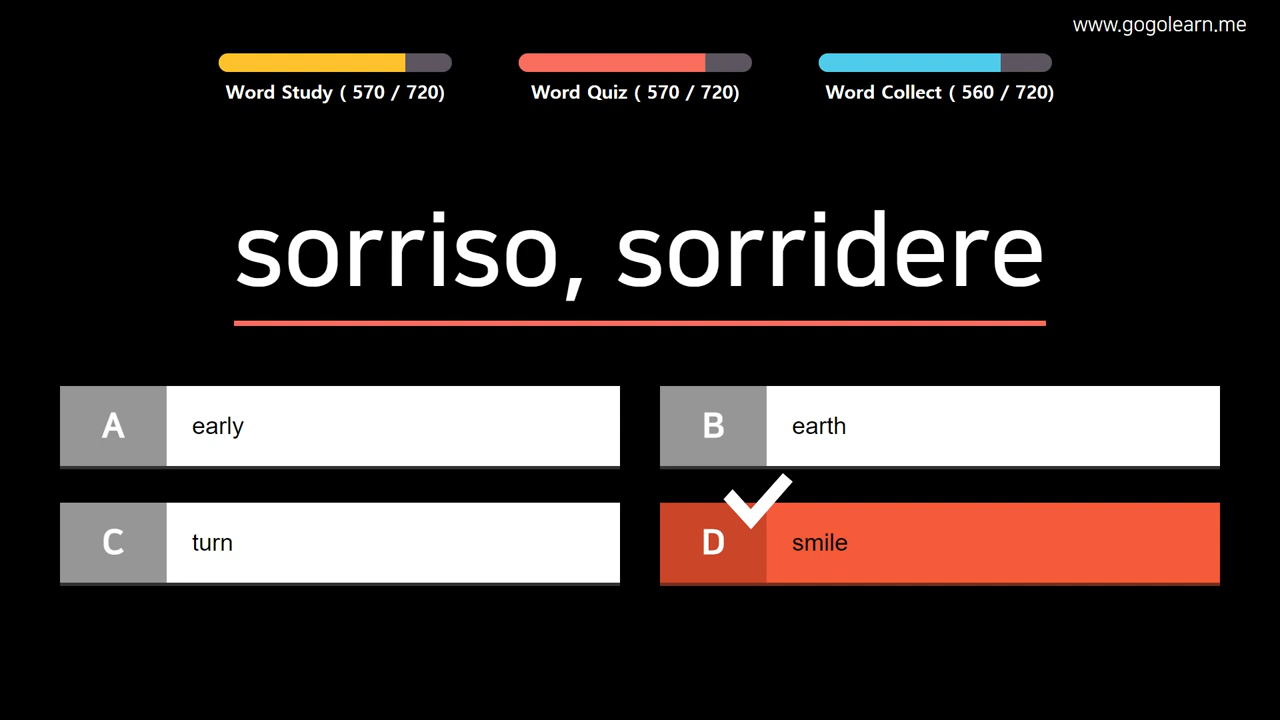 www.gogolearn.me
Word Study ( 570 / 720)
Word Quiz ( 570 / 720)
Word Collect ( 560 / 720)
sorriso, sorridere
A early
B earth
C turn
D smile